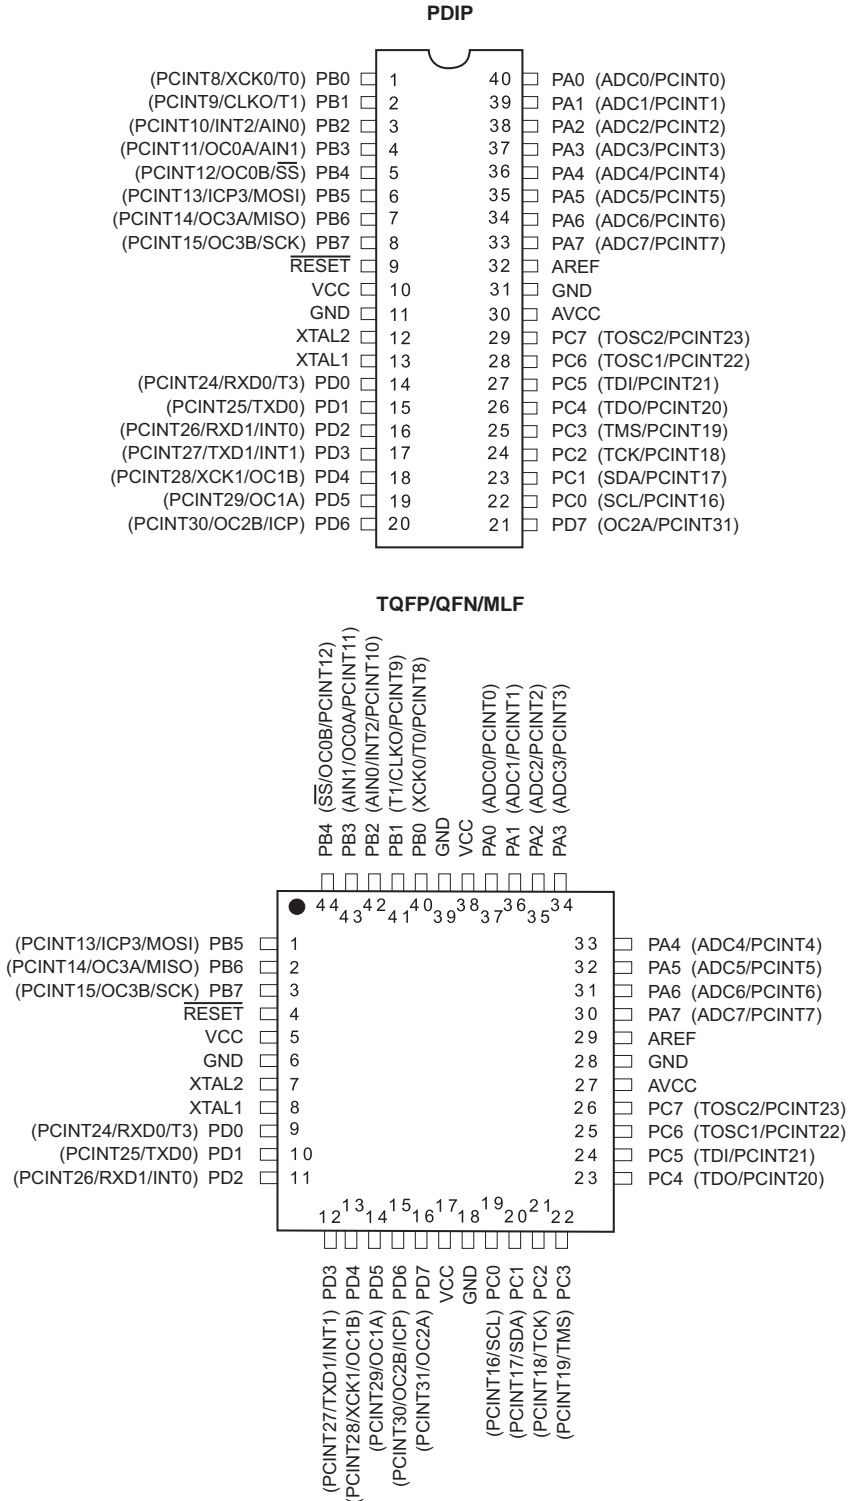 PDIP
(PCINT8/XCK0/T0) PB0 1 40 PA0 (ADC0/PCINT0)
(PCINT9/CLKO/T1) PB1 2 39 PA1 (ADC1/PCINT1)
(PCINT10/INT2/AIN0) PB2 3 38 PA2 (ADC2/PCINT2)
(PCINT11/OC0A/AIN1) PB3 4 37 PA3 (ADC3/PCINT3)
(PCINT12/OC0B/SS) PB4 5 36 PA4 (ADC4/PCINT4)
(PCINT13/ICP3/MOSI) PB5 6 35 PA5 (ADC5/PCINT5)
(PCINT14/OC3A/MISO) PB6 7 34 PA6 (ADC6/PCINT6)
(PCINT15/OC3B/SCK) PB7 8 33 PA7 (ADC7/PCINT7)
RESET 9 32 AREF
VCC 10 31 GND
GND 11 30 AVCC
XTAL2 12 29 PC7 (TOSC2/PCINT23)
XTAL1 13 28 PC6 (TOSC1/PCINT22)
(PCINT24/RXD0/T3) PD0 14 27 PC5 (TDI/PCINT21)
(PCINT25/TXD0) PD1 15 26 PC4 (TDO/PCINT20)
(PCINT26/RXD1/INT0) PD2 16 25 PC3 (TMS/PCINT19)
(PCINT27/TXD1/INT1) PD3 17 24 PC2 (TCK/PCINT18)
(PCINT28/XCK1/OC1B) PD4 18 23 PC1 (SDA/PCINT17)
(PCINT29/OC1A) PD5 19 22 PC0 (SCL/PCINT16)
(PCINT30/OC2B/ICP) PD6 20 21 PD7 (OC2A/PCINT31)
TQFP/QFN/MLF
PB4 (SS/OC0B/PCINT12)
PB3 (AIN1/OC0A/PCINT11)
PB2 (AIN0/INT2/PCINT10)
PB1 (T1/CLKO/PCINT9)
PB0 (XCK0/T0/PCINT8)
GND
VCC
PA0 (ADC0/PCINT0)
PA1 (ADC1/PCINT1)
PA2 (ADC2/PCINT2)
PA3 (ADC3/PCINT3)
44 43 42 41 40 39 38 37 36 35 34
(PCINT13/ICP3/MOSI) PB5 1 33 PA4 (ADC4/PCINT4)
(PCINT14/OC3A/MISO) PB6 2 32 PA5 (ADC5/PCINT5)
(PCINT15/OC3B/SCK) PB7 3 31 PA6 (ADC6/PCINT6)
RESET 4 30 PA7 (ADC7/PCINT7)
VCC 5 29 AREF
GND 6 28 GND
XTAL2 7 27 AVCC
XTAL1 8 26 PC7 (TOSC2/PCINT23)
(PCINT24/RXD0/T3) PD0 9 25 PC6 (TOSC1/PCINT22)
(PCINT25/TXD0) PD1 10 24 PC5 (TDI/PCINT21)
(PCINT26/RXD1/INT0) PD2 11 23 PC4 (TDO/PCINT20)
12 13 14 15 16 17 18 19 20 21 22
(PCINT27/TXD1/INT1) PD3
(PCINT28/XCK1/OC1B) PD4
(PCINT29/OC1A) PD5
(PCINT30/OC2B/ICP) PD6
(PCINT31/OC2A) PD7
VCC
GND
(PCINT16/SCL) PC0
(PCINT17/SDA) PC1
(PCINT18/TCK) PC2
(PCINT19/TMS) PC3